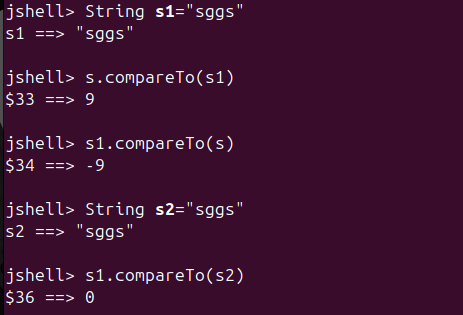 jshell> String s1="sggs"
s1 ==> "sggs"
jshell> s.compareTo(s1)
$33 ==> 9
jshell> s1.compareTo(s)
$34 ==> -9
jshell> String s2="sggs"
s2 ==> "sggs"
jshell> s1.compareTo(s2)
$36 ==> 0